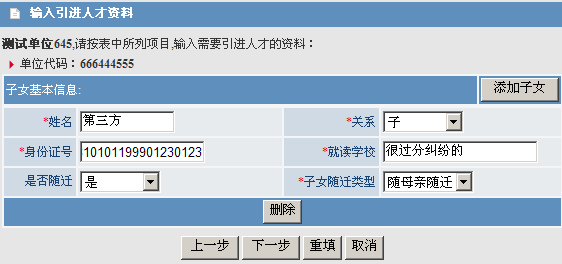 输入引进人才资料
测试单位645,请按表中所列项目,输入需要引进人才的资料：
单位代码：666444555
子女基本信息: 添加子女
*姓名 第三方 *关系 子
*身份证号 10101199901230123 *就读学校 很过分纠纷的
是否随迁 是 *子女随迁类型 随母亲随迁
删除
上一步 下一步 重填 取消